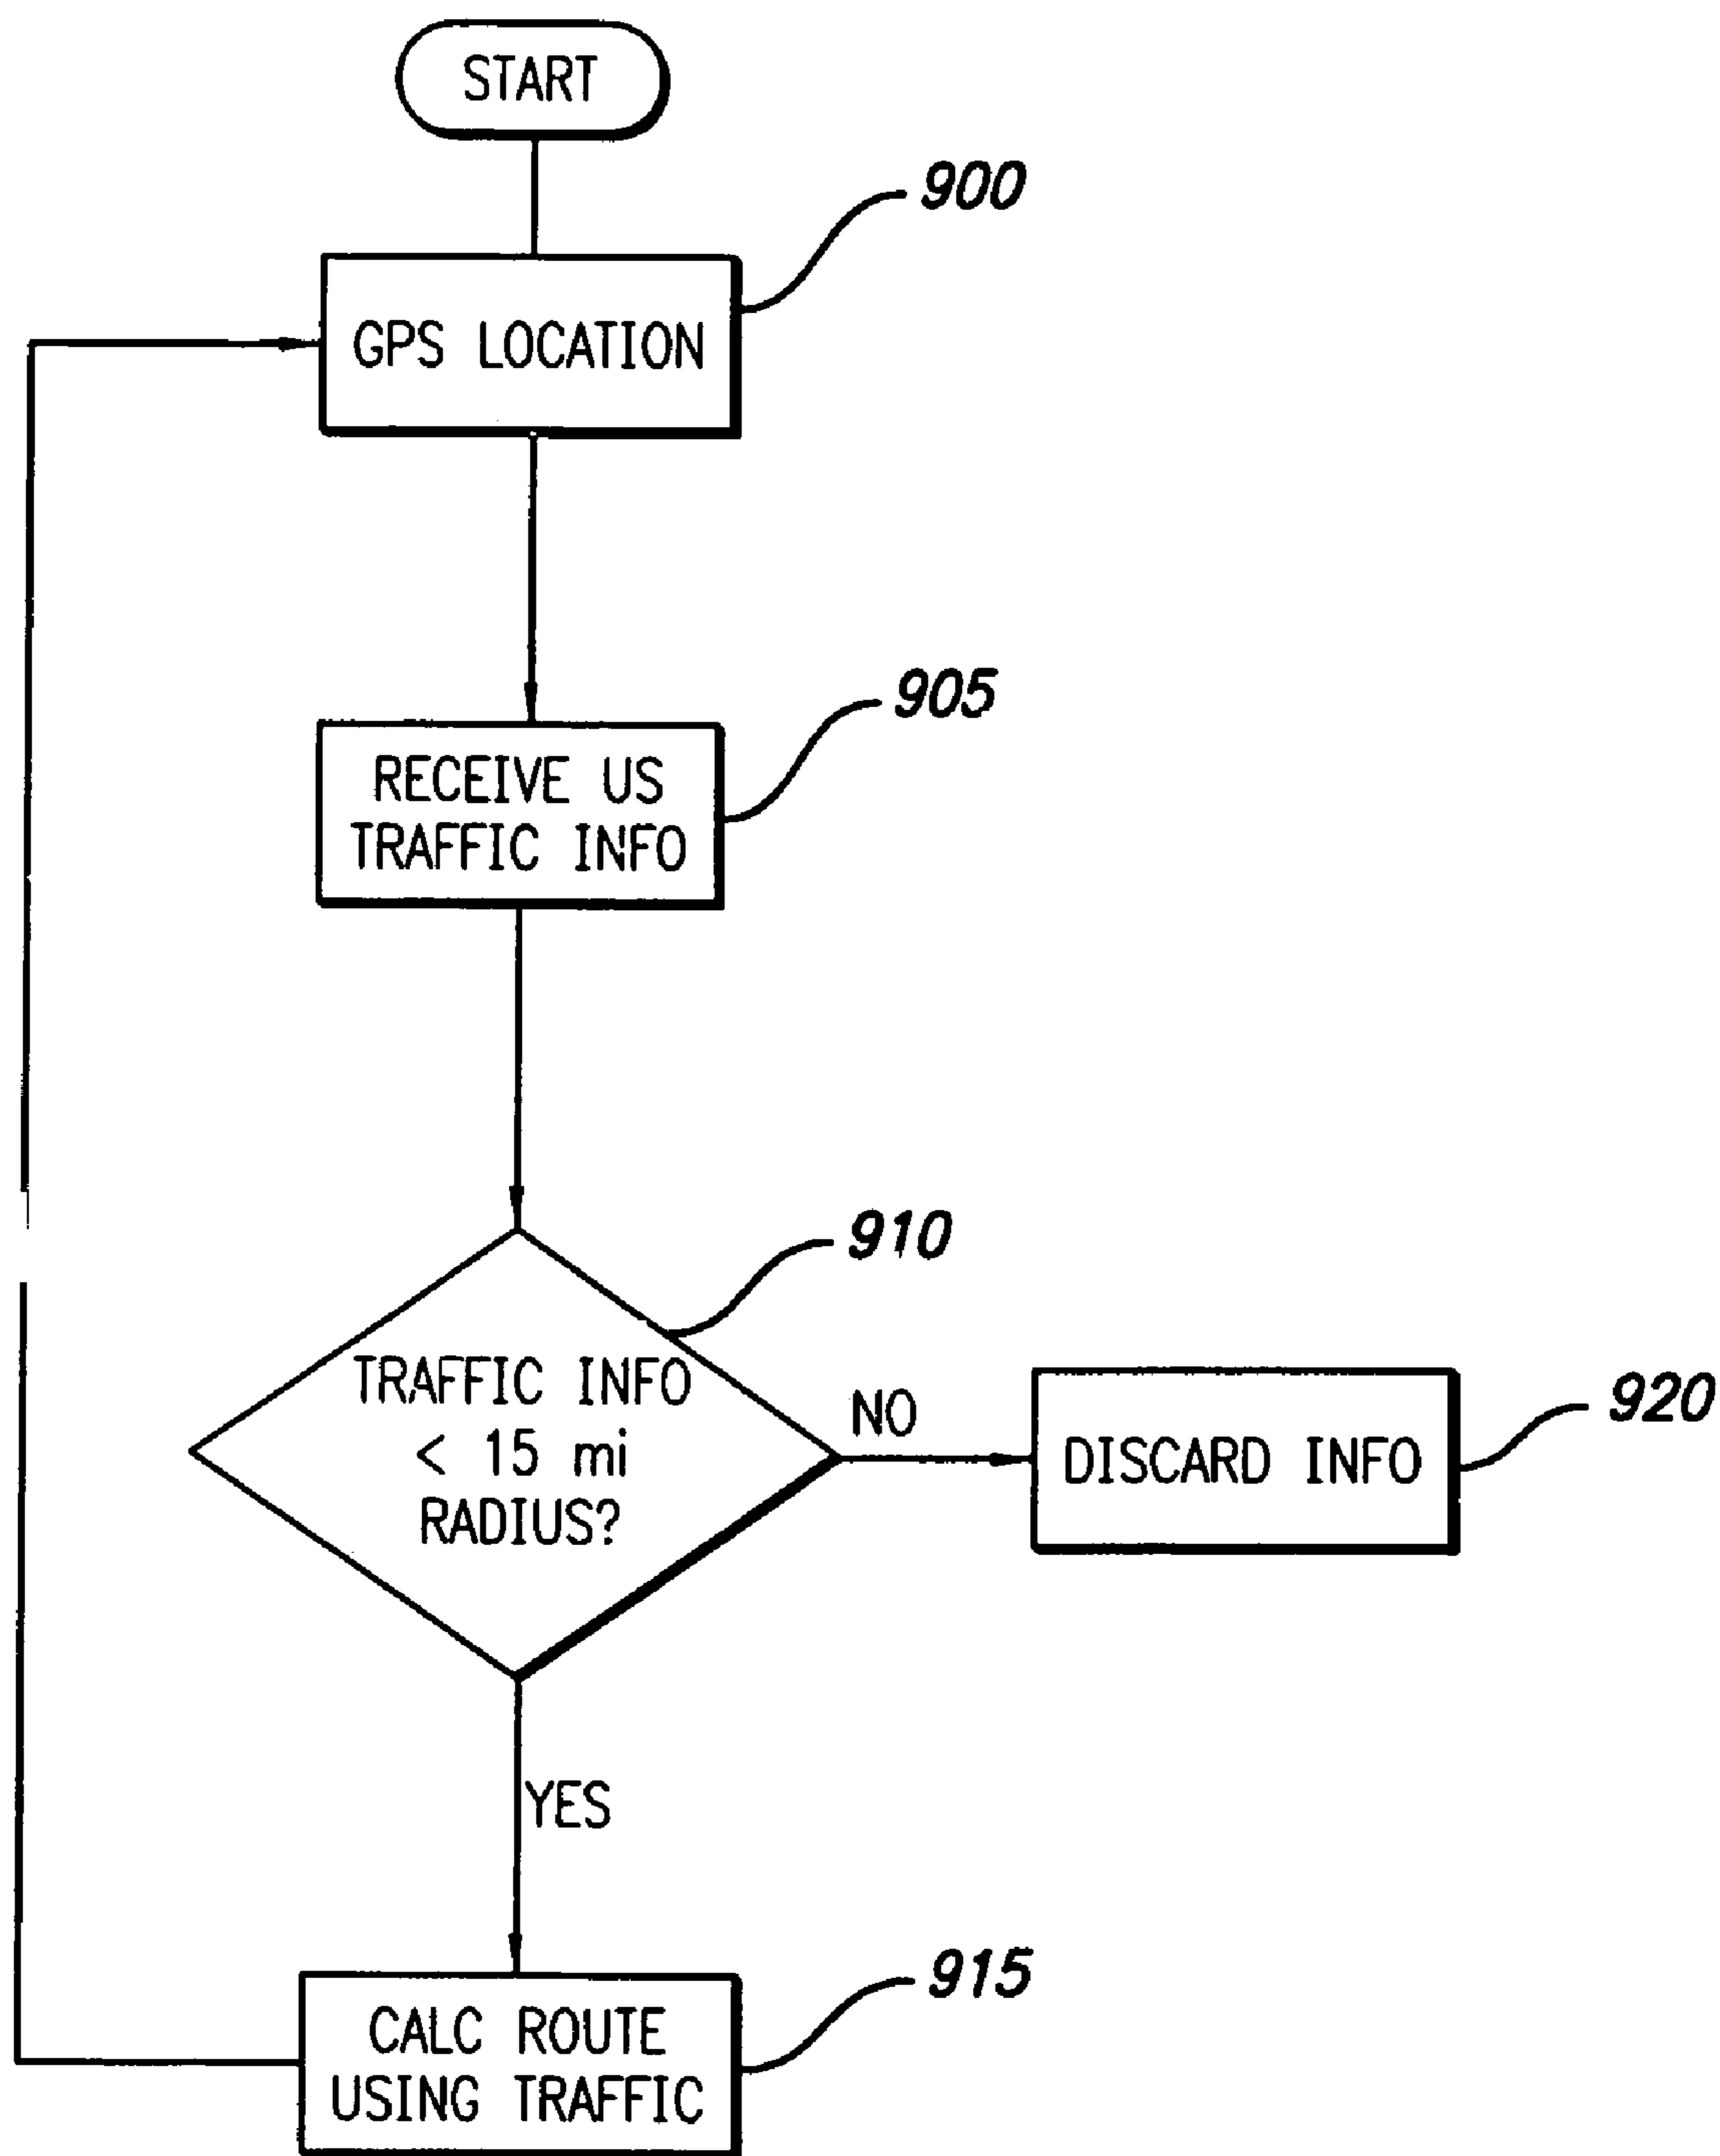 START
900
GPS LOCATION
905
RECEIVE US
TRAFFIC INFO
910
TRAFFIC INFO
< 15 mi
RADIUS?
NO
920
DISCARD INFO
YES
915
CALC ROUTE
USING TRAFFIC